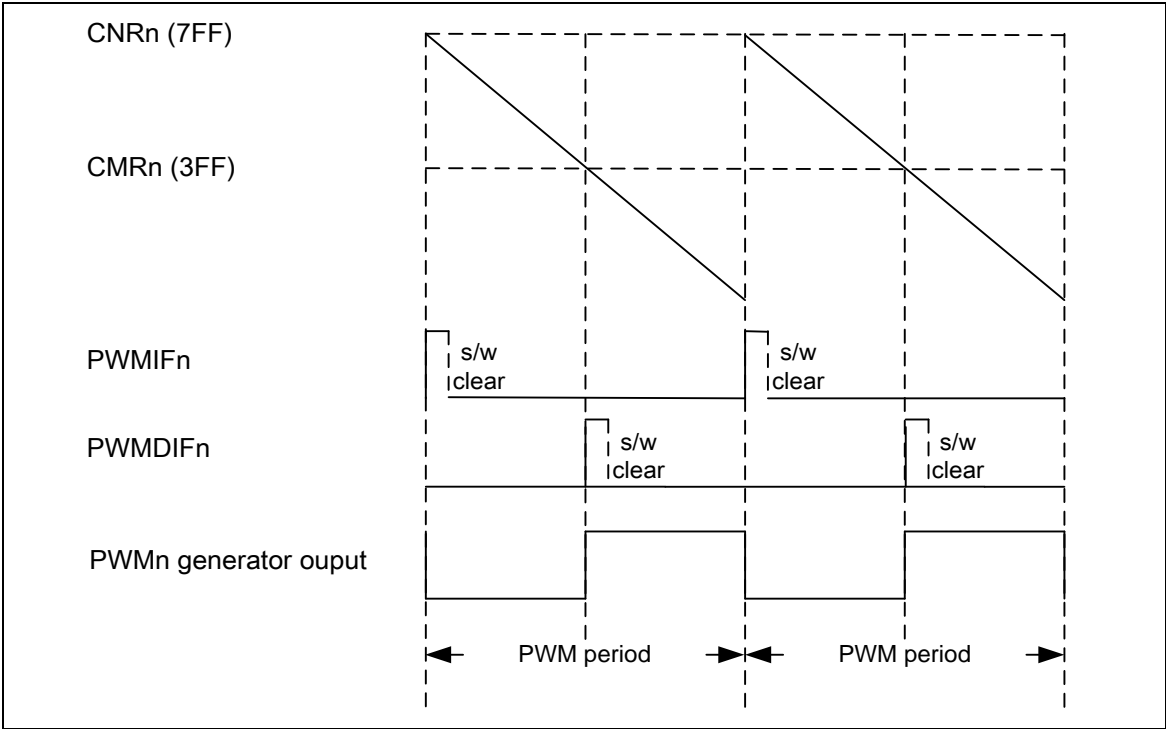 CNRn (7FF)
CMRn (3FF)
PWMIFn
s/w
clear
s/w
clear
PWMDIFn
s/w
clear
s/w
clear
PWMn generator ouput
PWM period
PWM period